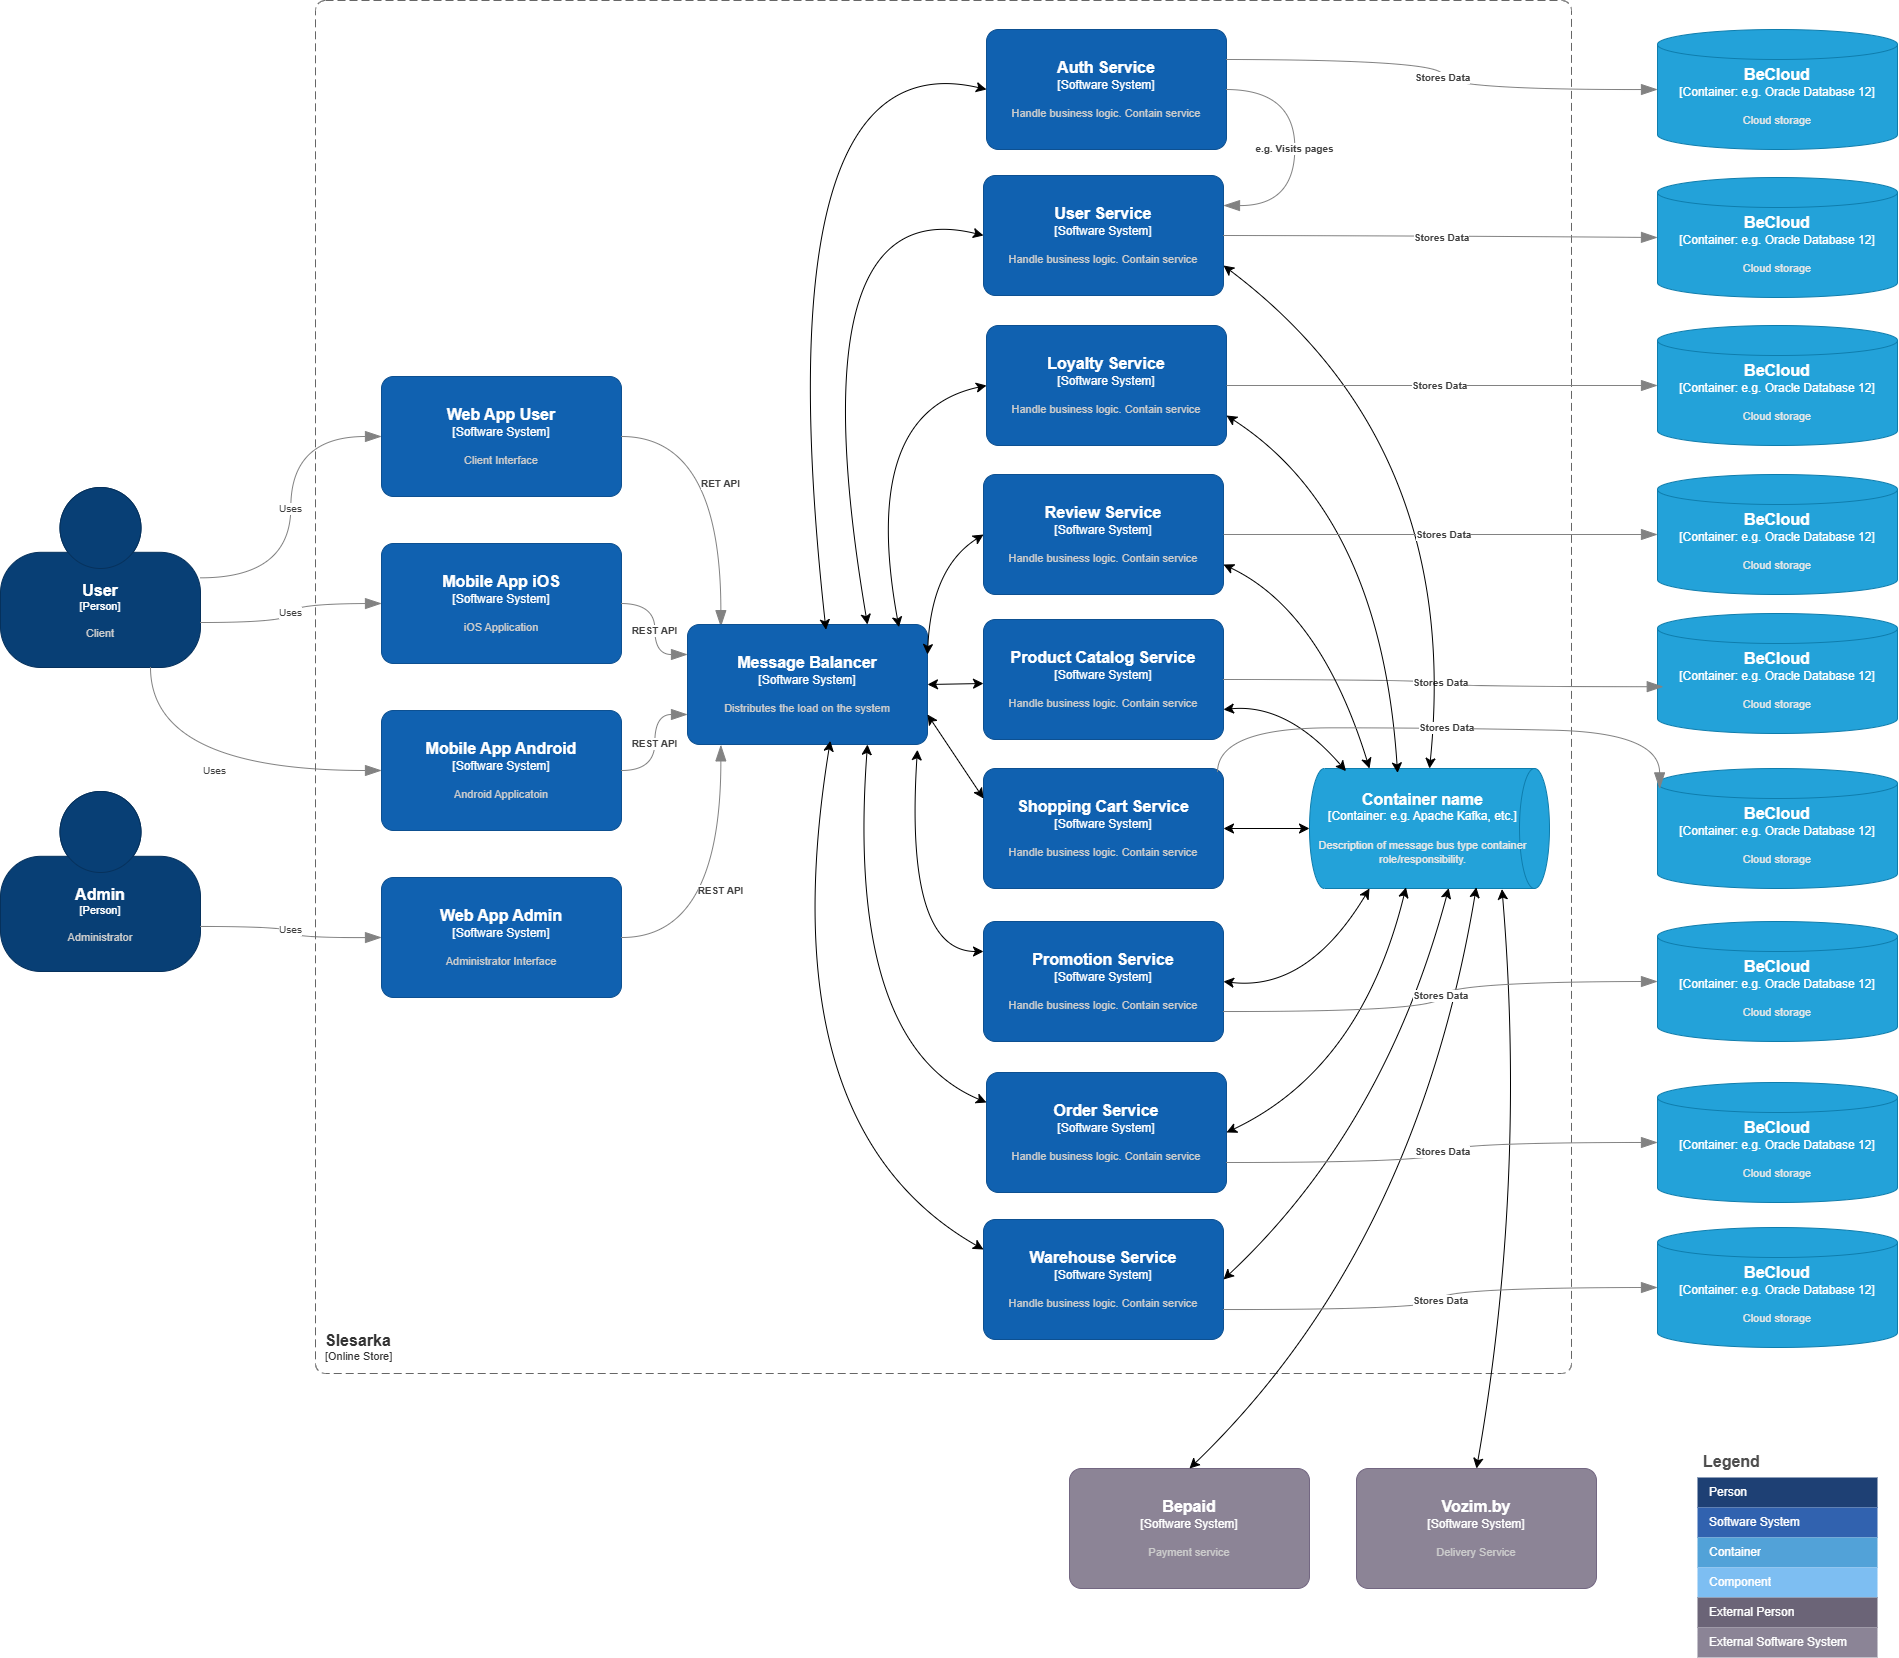 User
[Person]
Client
Admin
[Person]
Administrator
Uses
Uses
Uses
Uses
Web App User
[Software System]
Client Interface
Mobile App iOS
[Software System]
iOS Application
Mobile App Android
[Software System]
Android Applicatoin
Web App Admin
[Software System]
Administrator Interface
RET API
REST API
REST API
REST API
Message Balancer
[Software System]
Distributes the load on the system
Auth Service
[Software System]
Handle business logic. Contain service
e.g. Visits pages
User Service
[Software System]
Handle business logic. Contain service
Loyalty Service
[Software System]
Handle business logic. Contain service
Review Service
[Software System]
Handle business logic. Contain service
Product Catalog Service
[Software System]
Handle business logic. Contain service
Shopping Cart Service
[Software System]
Handle business logic. Contain service
Promotion Service
[Software System]
Handle business logic. Contain service
Order Service
[Software System]
Handle business logic. Contain service
Warehouse Service
[Software System]
Handle business logic. Contain service
Container name
[Container: e.g. Apache Kafka, etc.]
Description of message bus type container
role/responsibility.
Stores Data
Stores Data
Stores Data
Stores Data
Stores Data
Stores Data
Stores Data
Stores Data
Stores Data
BeCloud
[Container: e.g. Oracle Database 12]
Cloud storage
BeCloud
[Container: e.g. Oracle Database 12]
Cloud storage
BeCloud
[Container: e.g. Oracle Database 12]
Cloud storage
BeCloud
[Container: e.g. Oracle Database 12]
Cloud storage
BeCloud
[Container: e.g. Oracle Database 12]
Cloud storage
BeCloud
[Container: e.g. Oracle Database 12]
Cloud storage
BeCloud
[Container: e.g. Oracle Database 12]
Cloud storage
BeCloud
[Container: e.g. Oracle Database 12]
Cloud storage
BeCloud
[Container: e.g. Oracle Database 12]
Cloud storage
Slesarka
[Online Store]
Bepaid
[Software System]
Payment service
Vozim.by
[Software System]
Delivery Service
Legend
Person
Software System
Container
Component
External Person
External Software System